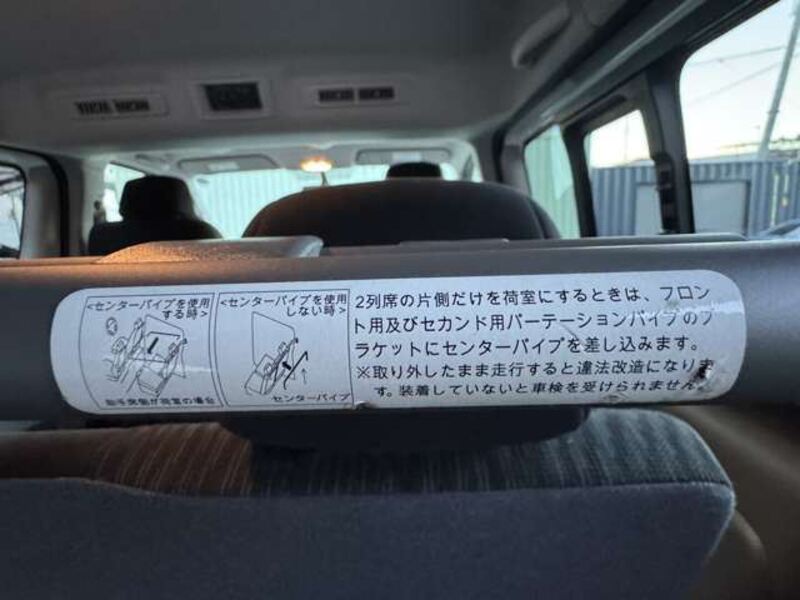 <センターパイプを使用
する時>
助手席側が荷室の場合
<センターパイプを使用
しない時>
センターパイプ
2列席の片側だけを荷室にするときは、フロン
ト用及びセカンド用パーテーションパイプのブ
ラケットにセンターパイプを差し込みます。
※取り外したまま走行すると違法改造になりま
す。装着していないと車検を受けられません。